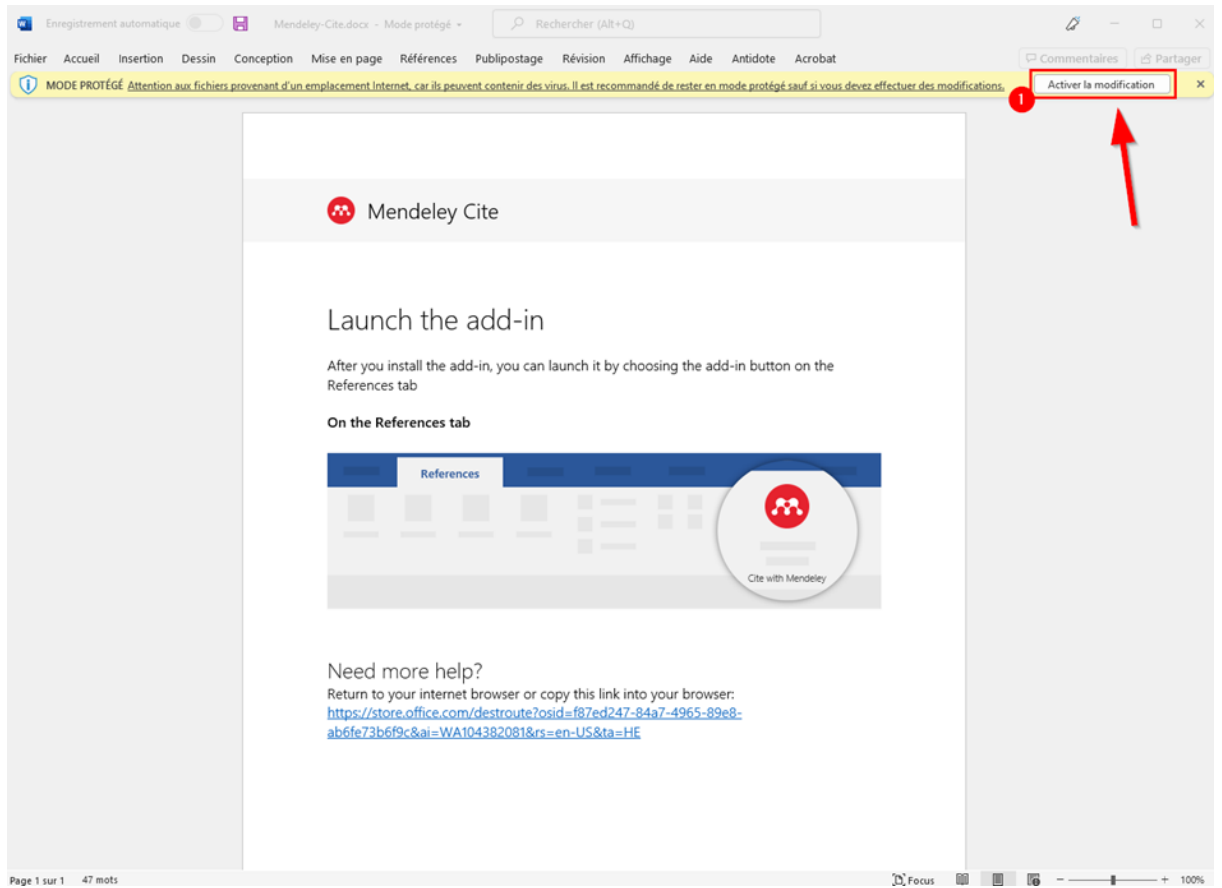 Enregistrement automatique
Mendeley-Cite.docx - Mode protégé
Rechercher (Alt+Q)
Fichier Accueil Insertion Dessin Conception Mise en page Références Publipostage Révision Affichage Aide Antidote Acrobat Commentaires Partager
MODE PROTÉGÉ Attention aux fichiers provenant d'un emplacement Internet, car ils peuvent contenir des virus. Il est recommandé de rester en mode protégé sauf si vous devez effectuer des modifications. Activer la modification
1
Mendeley Cite
Launch the add-in
After you install the add-in, you can launch it by choosing the add-in button on the
References tab
On the References tab
References
Cite with Mendeley
Need more help?
Return to your internet browser or copy this link into your browser:
https://store.office.com/destroute?osid=f87ed247-84a7-4965-89e8-
ab6fe73b6f9c&ai=WA104382081&rs=en-US&ta=HE
Page 1 sur 1 47 mots Focus 100%